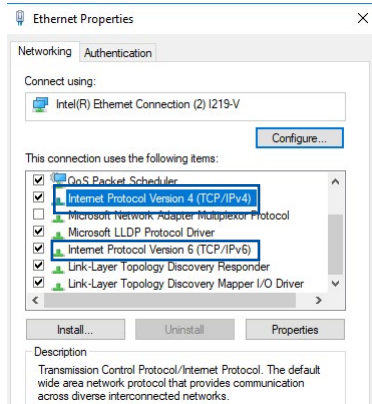 Ethernet Properties
Networking
Authentication
Connect using:
Intel(R) Ethernet Connection (2) I219-V
Configure...
This connection uses the following items:
QoS Packet Scheduler
Internet Protocol Version 4 (TCP/IPv4)
Microsoft Network Adapter Multiplexor Protocol
Microsoft LLDP Protocol Driver
Internet Protocol Version 6 (TCP/IPv6)
Link-Layer Topology Discovery Responder
Link-Layer Topology Discovery Mapper I/O Driver
Install...
Uninstall
Properties
Description
Transmission Control Protocol/Internet Protocol. The default
wide area network protocol that provides communication
across diverse interconnected networks.